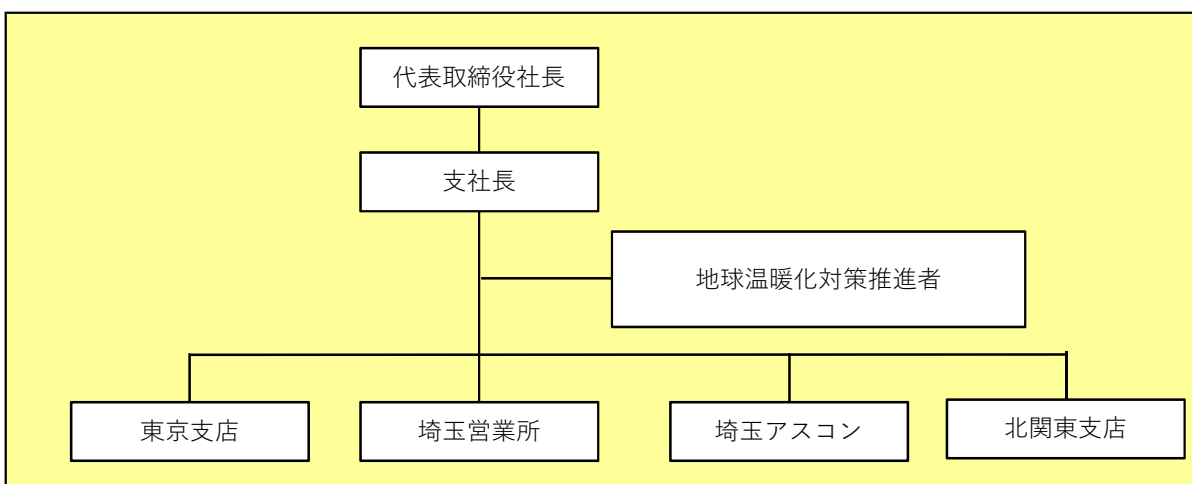 代表取締役社長
支社長
地球温暖化対策推進者
東京支店
埼玉営業所
埼玉アスコン
北関東支店